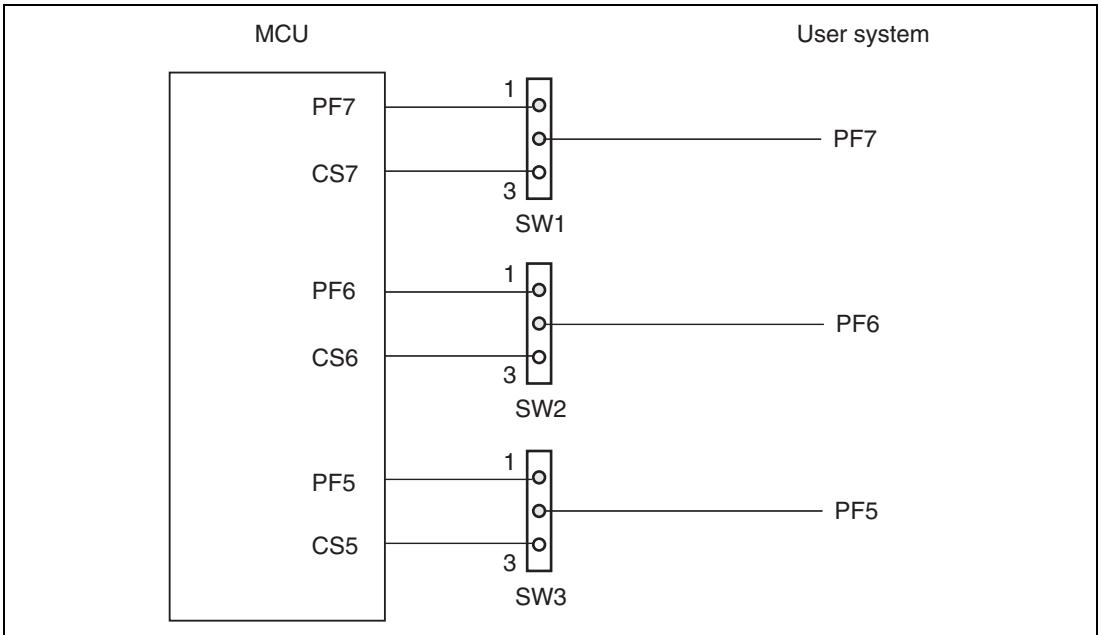 MCU
User system
PF7
1
PF7
CS7
3
SW1
PF6
1
PF6
CS6
3
SW2
PF5
1
PF5
CS5
3
SW3